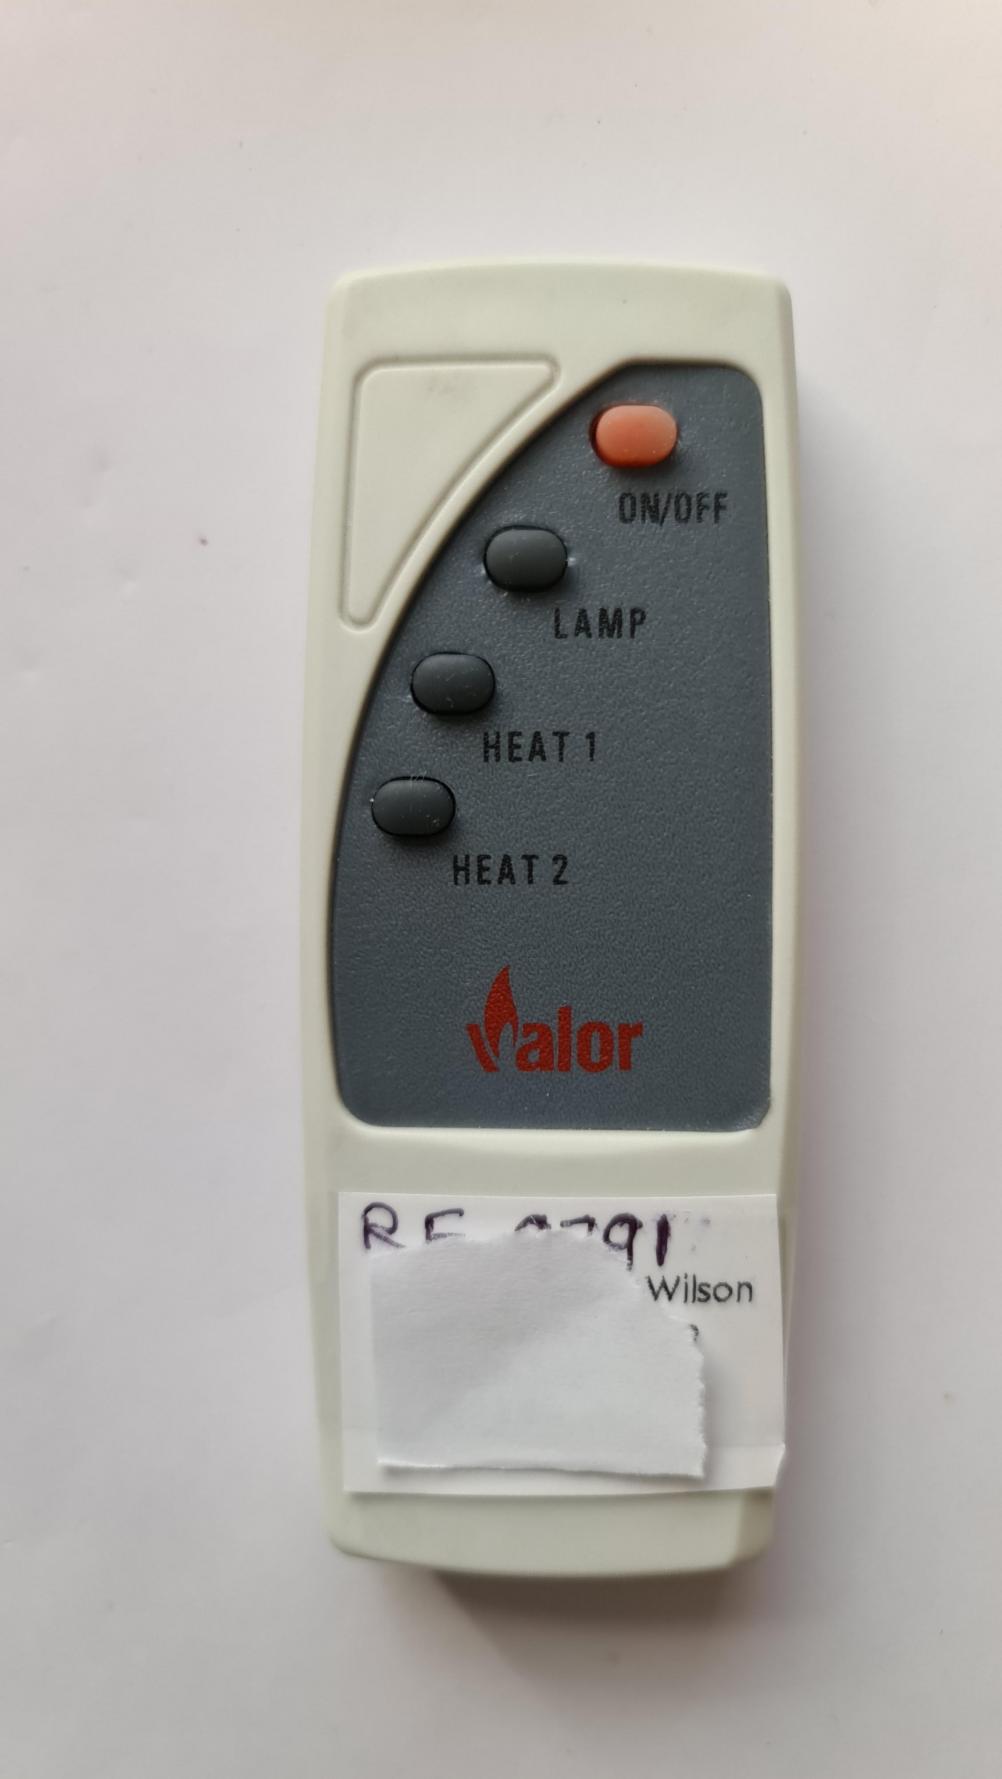 ON/OFF
LAMP
HEAT 1
HEAT 2
Valor
Wilson